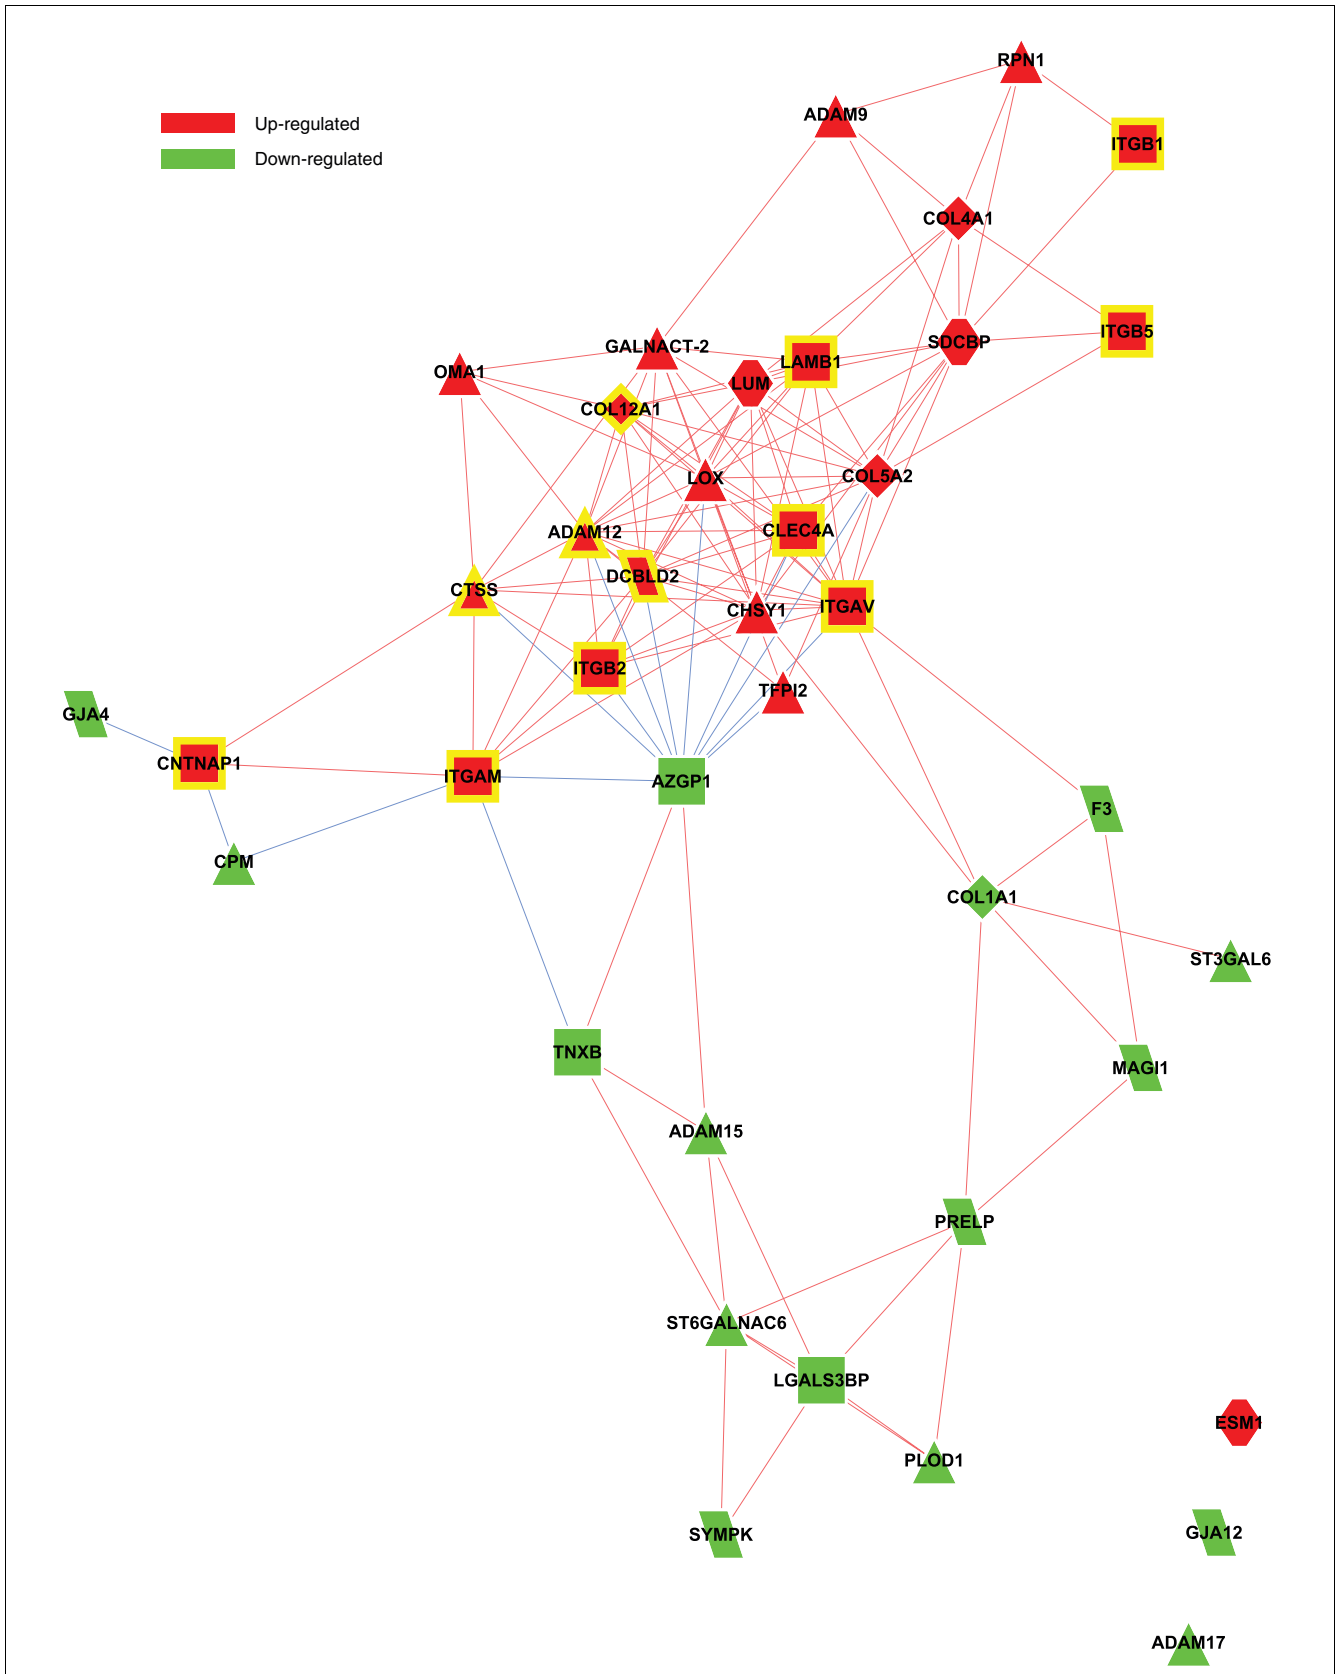 RPN1
ADAM9
Up-regulated
ITGB1
Down-regulated
COL4A1
ITGB5
SDCBP
GALNACT-2
LAMB1
OMA1
LUM
COL12A1
LOX
COL5A2
ADAM12
CLEC4A
DCBLD2
CTSS
CHSY1
ITGAV
ITGB2
TFPI2
GJA4
CNTNAP1
ITGAM
AZGP1
F3
CPM
COL1A1
ST3GAL6
TNXB
MAGI1
ADAM15
PRELP
ST6GALNAC6
LGALS3BP
ESM1
PLOD1
SYMPK
GJA12
ADAM17